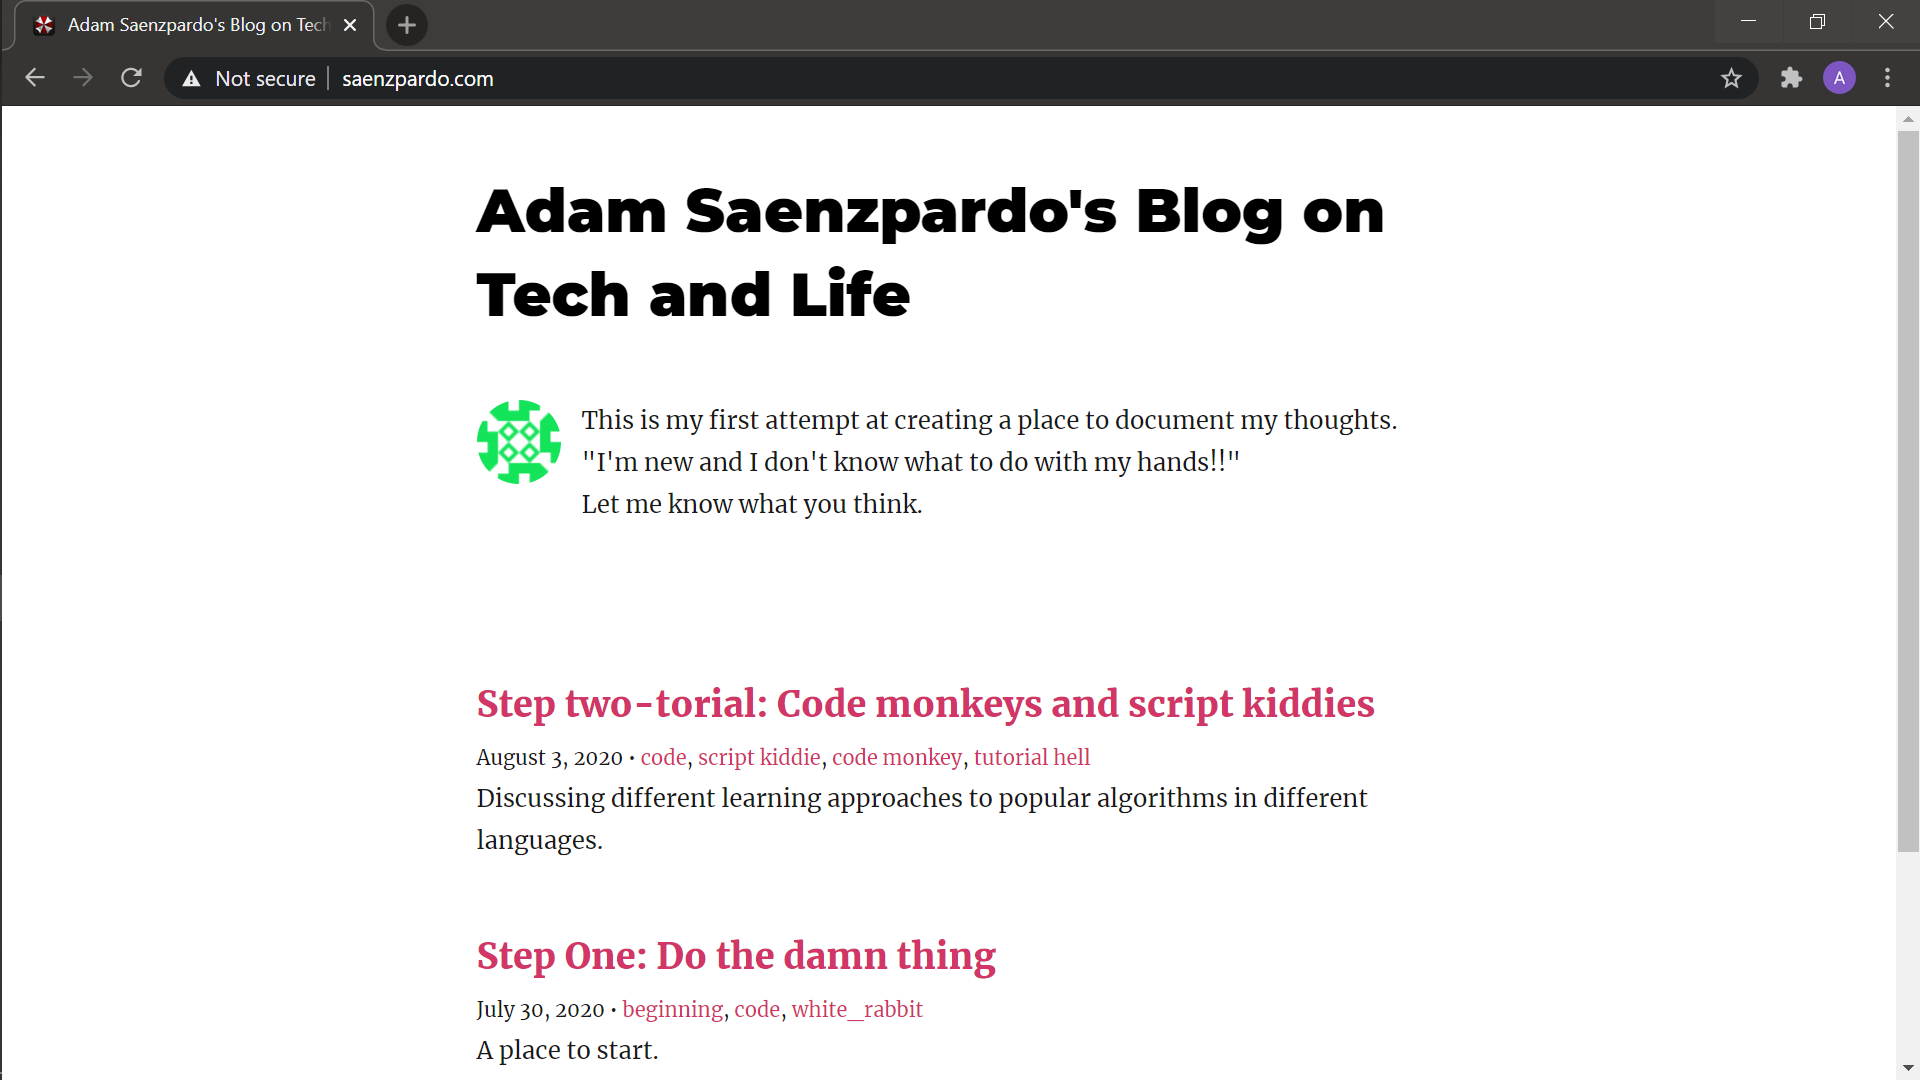 Adam Saenzpardo's Blog on Tech
Not secure
saenzpardo.com
A
Adam Saenzpardo's Blog on
Tech and Life
This is my first attempt at creating a place to document my thoughts.
"I'm new and I don't know what to do with my hands!!"
Let me know what you think.
Step two-torial: Code monkeys and script kiddies
August 3, 2020 • code, script kiddie, code monkey, tutorial hell
Discussing different learning approaches to popular algorithms in different
languages.
Step One: Do the damn thing
July 30, 2020 • beginning, code, white_rabbit
A place to start.